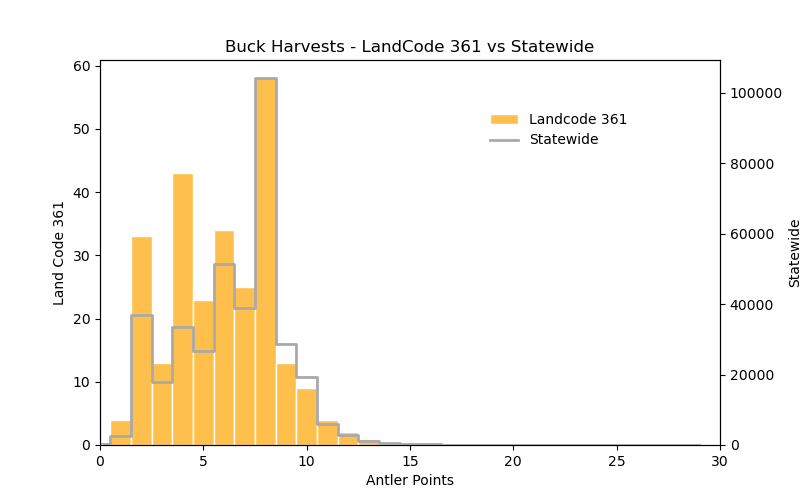 Buck Harvests - LandCode 361 vs Statewide
60
50
40
30
20
10
0
Land Code 361
Landcode 361
Statewide
100000
80000
60000
40000
20000
0
Statewide
0 5 10 15 20 25 30
Antler Points